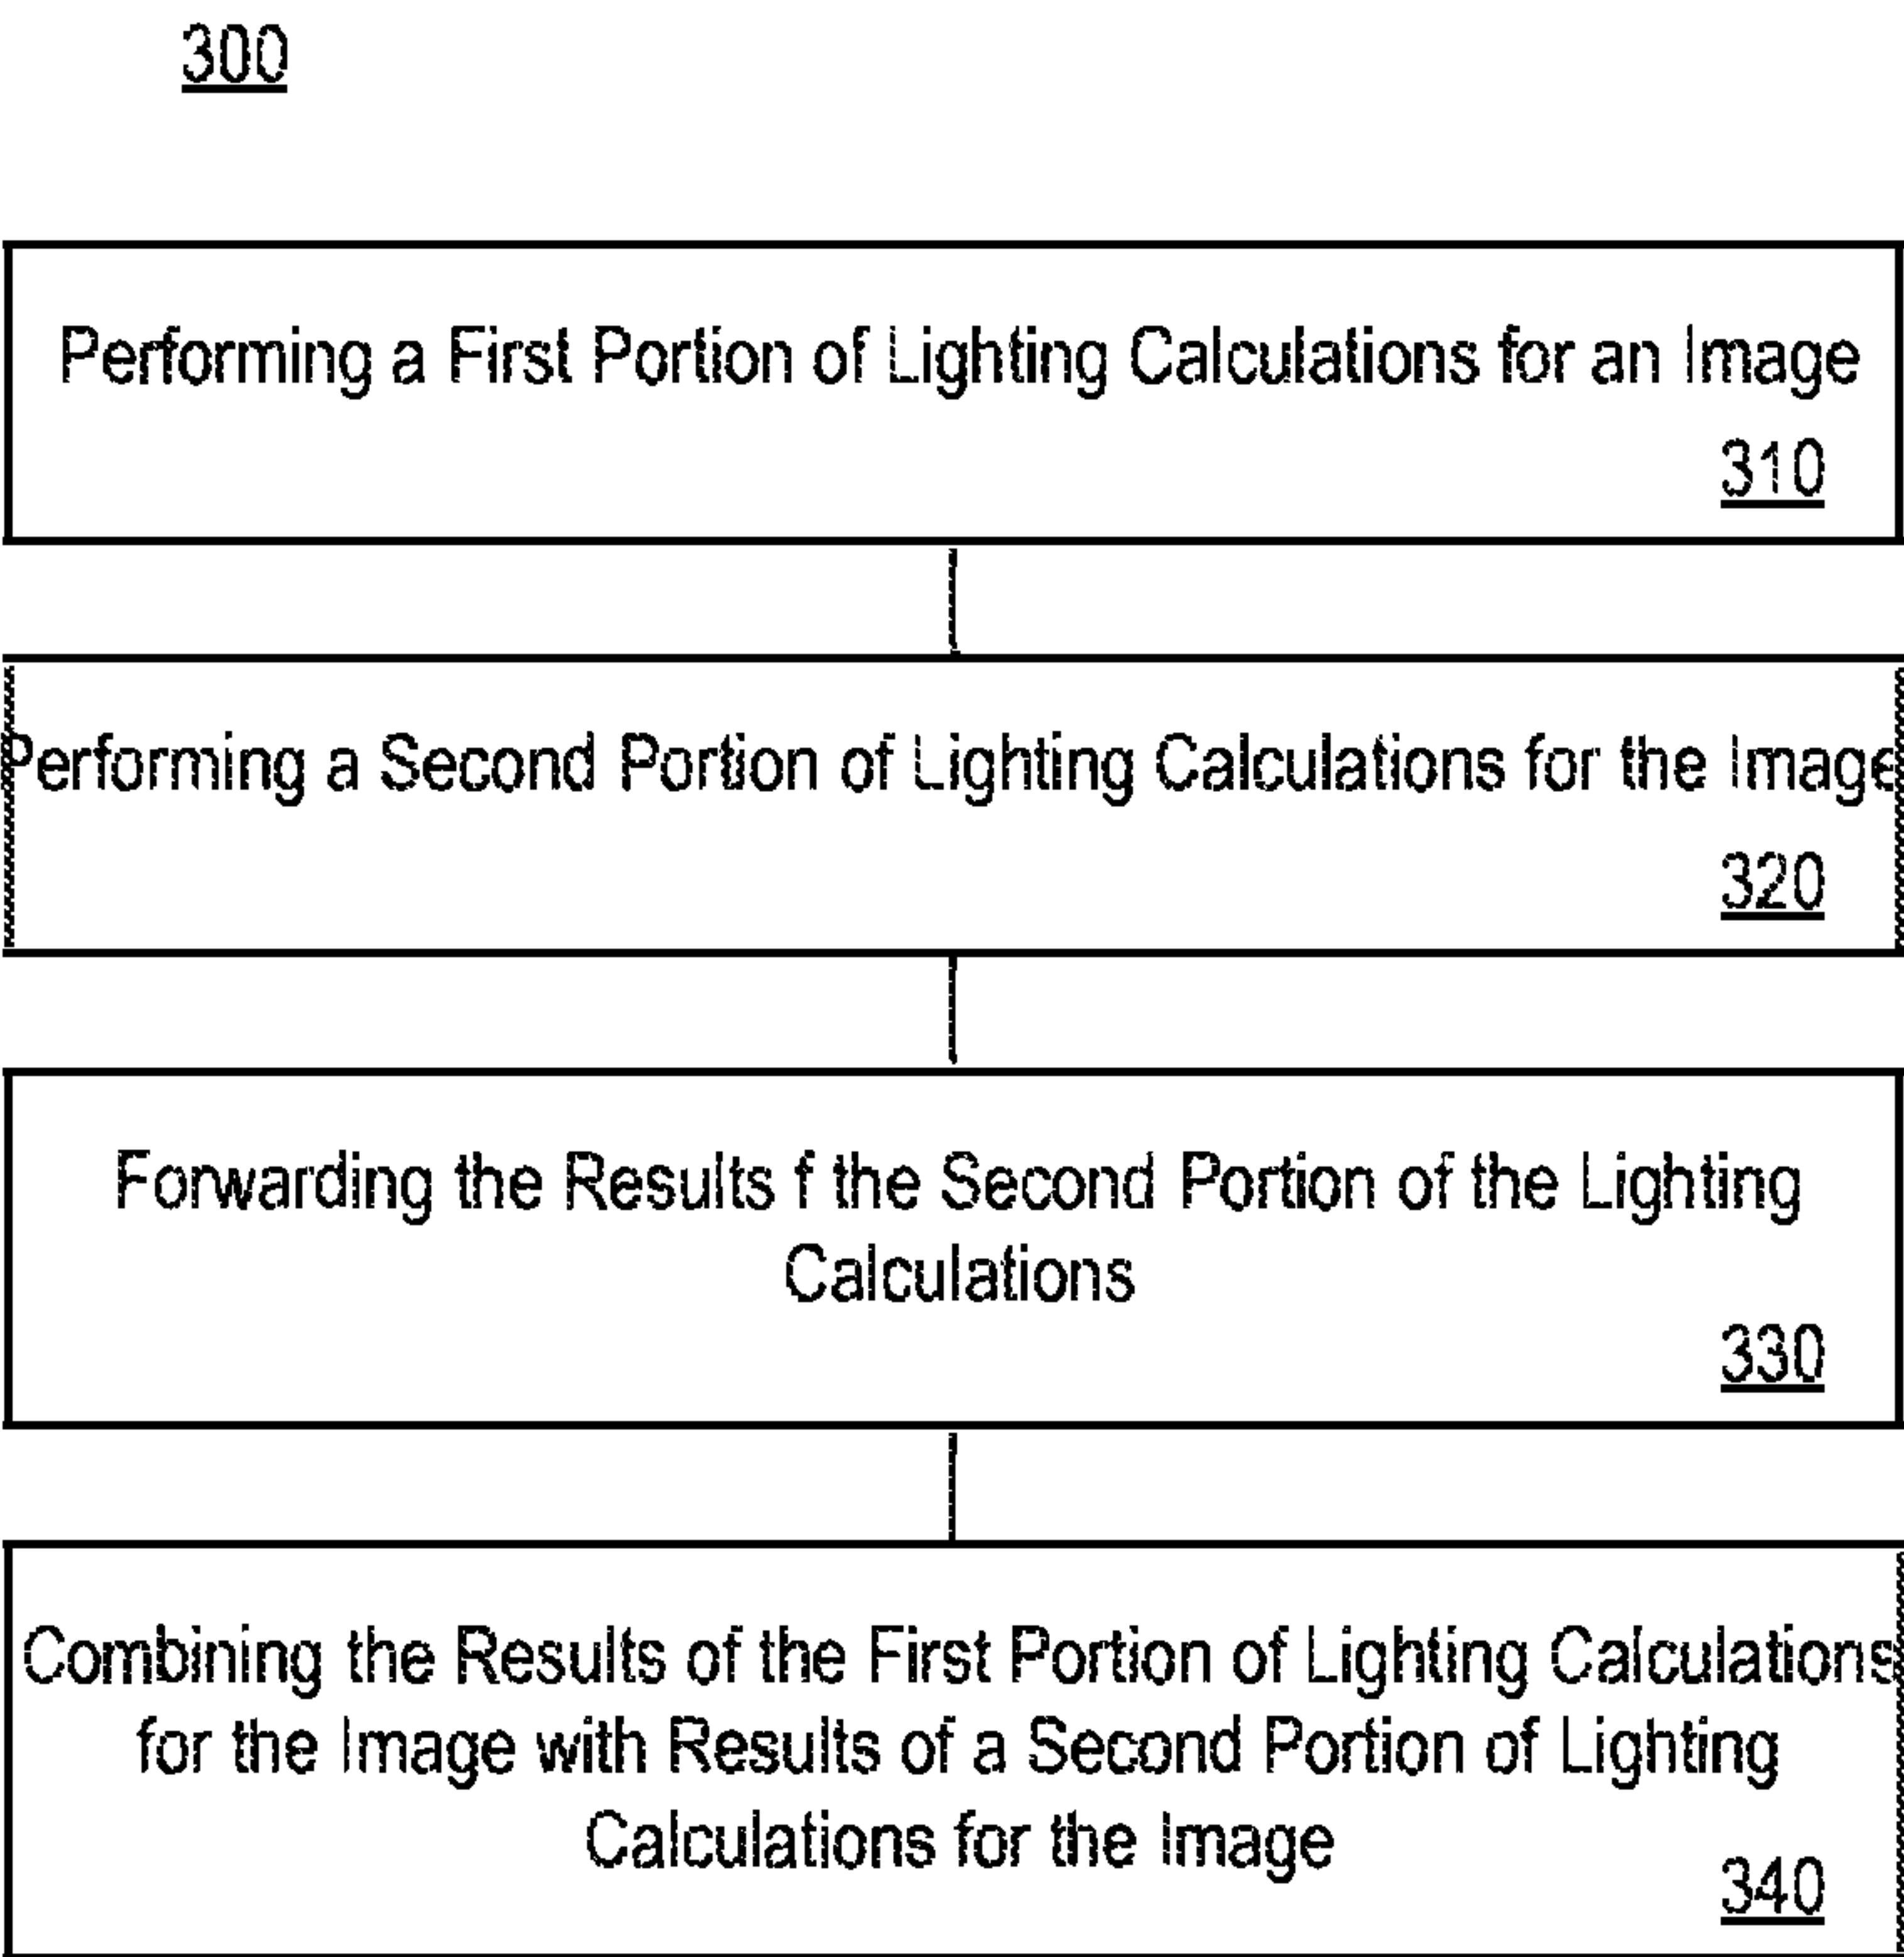 300
Performing a First Portion of Lighting Calculations for an Image
310
Performing a Second Portion of Lighting Calculations for the Image
320
Forwarding the Results f the Second Portion of the Lighting
Calculations
330
Combining the Results of the First Portion of Lighting Calculations
for the Image with Results of a Second Portion of Lighting
Calculations for the Image
340